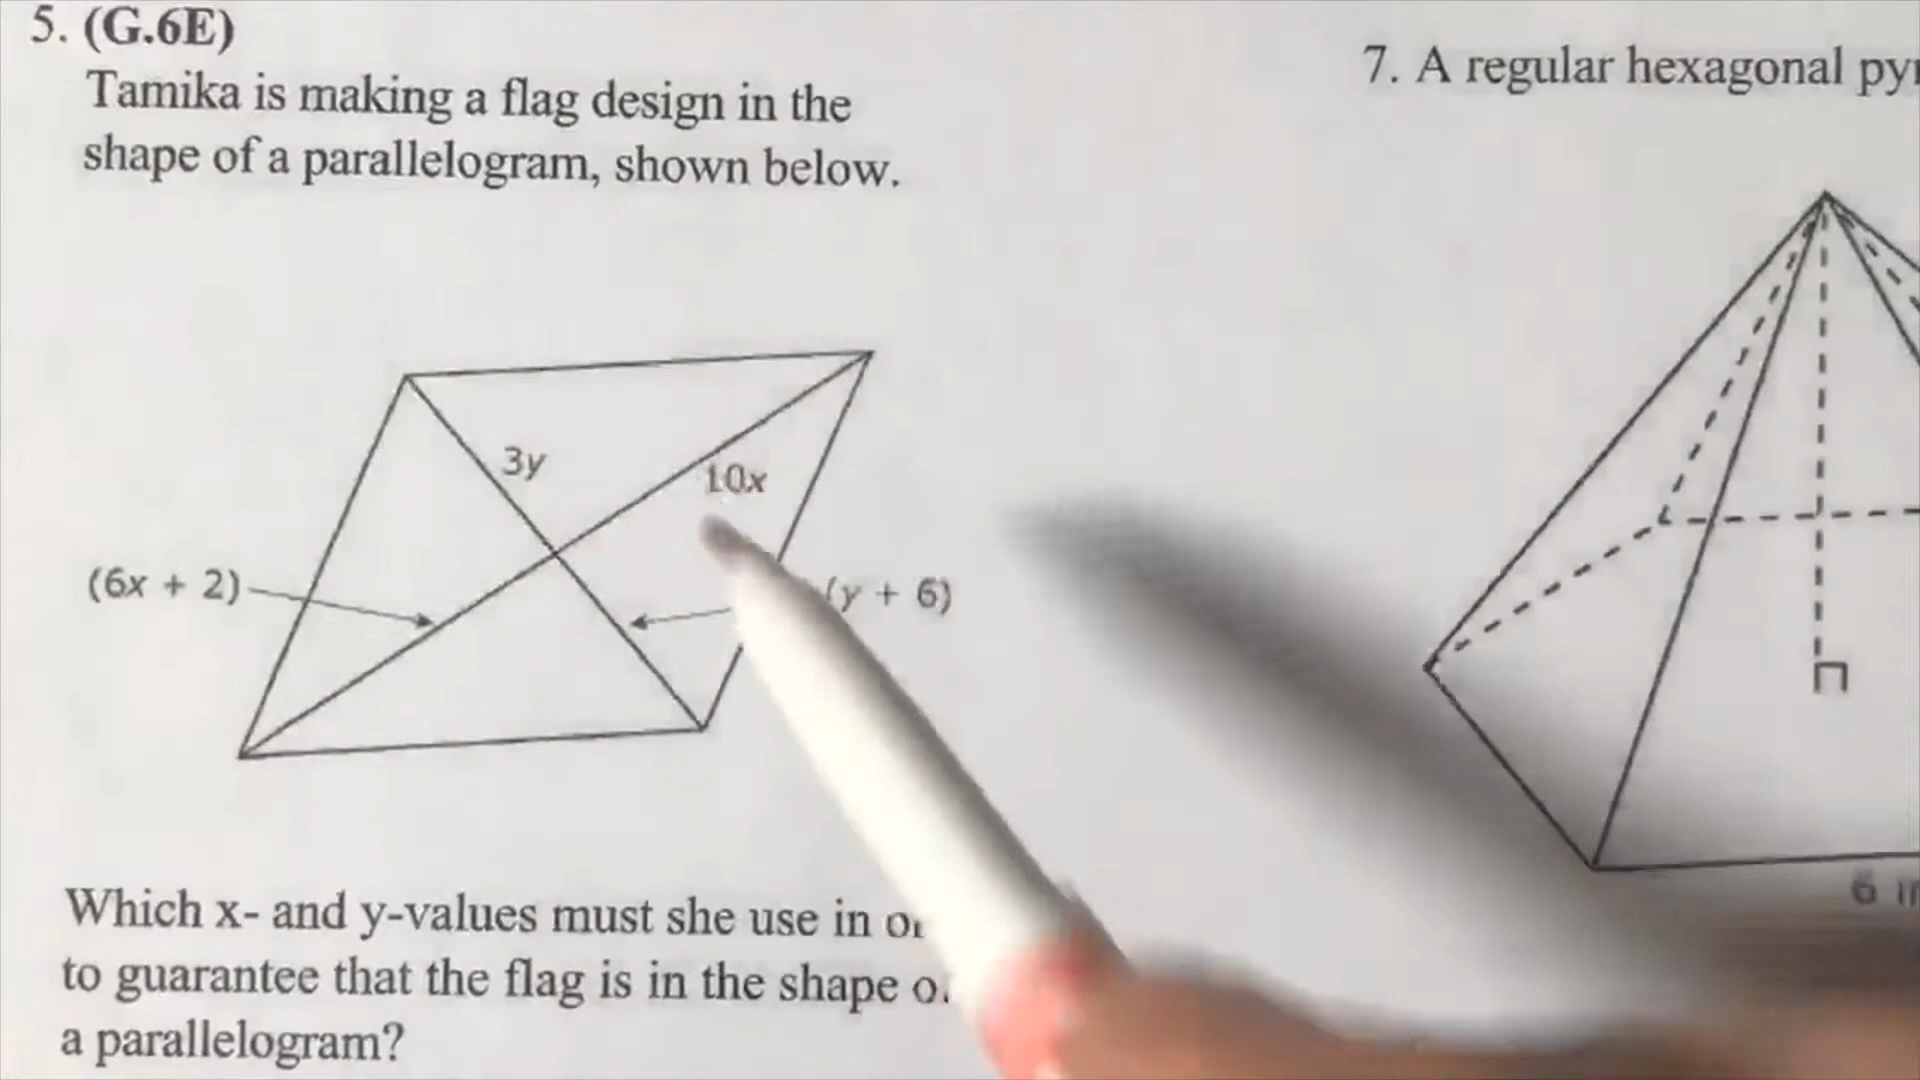 5. (G.6E)
Tamika is making a flag design in the
shape of a parallelogram, shown below.
3y
10x
(6x + 2)
(y + 6)
Which x- and y-values must she use in
to guarantee that the flag is in the shape
a parallelogram?
7. A regular hexagonal
6